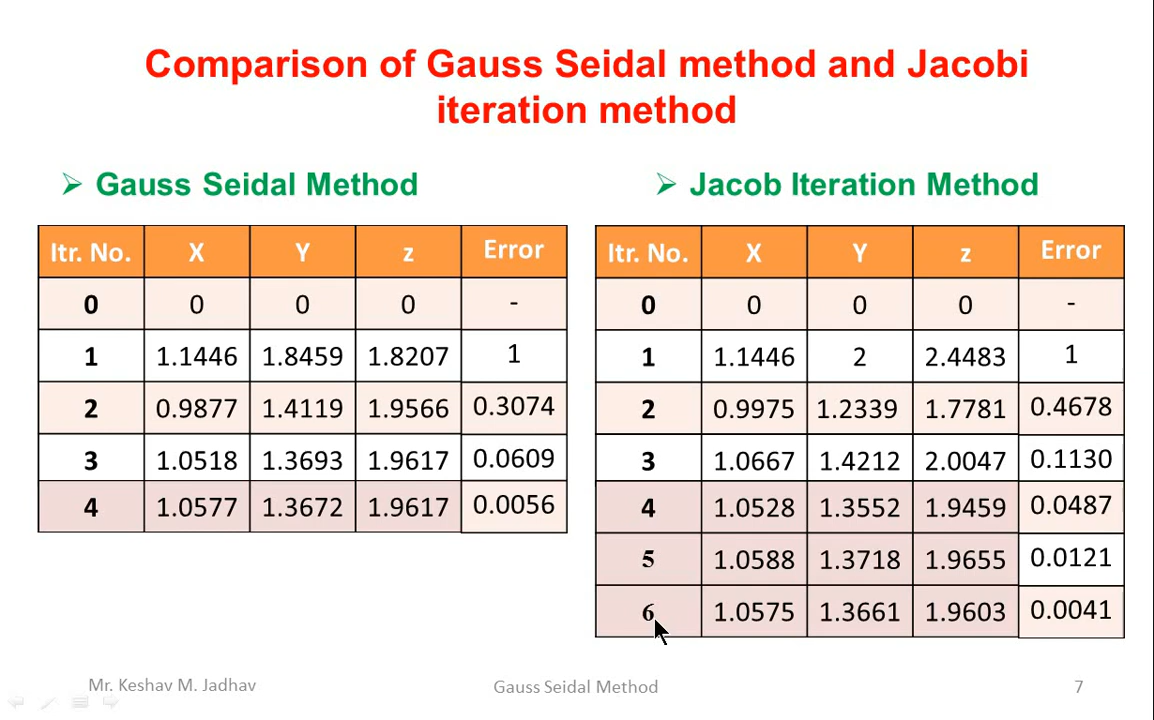 Comparison of Gauss Seidal method and Jacobi
iteration method
➢ Gauss Seidal Method
Itr. No. X Y z Error
0 0 0 0 -
1 1.1446 1.8459 1.8207 1
2 0.9877 1.4119 1.9566 0.3074
3 1.0518 1.3693 1.9617 0.0609
4 1.0577 1.3672 1.9617 0.0056
➢ Jacob Iteration Method
Itr. No. X Y z Error
0 0 0 0 -
1 1.1446 2 2.4483 1
2 0.9975 1.2339 1.7781 0.4678
3 1.0667 1.4212 2.0047 0.1130
4 1.0528 1.3552 1.9459 0.0487
5 1.0588 1.3718 1.9655 0.0121
6 1.0575 1.3661 1.9603 0.0041
Mr. Keshav M. Jadhav Gauss Seidal Method 7